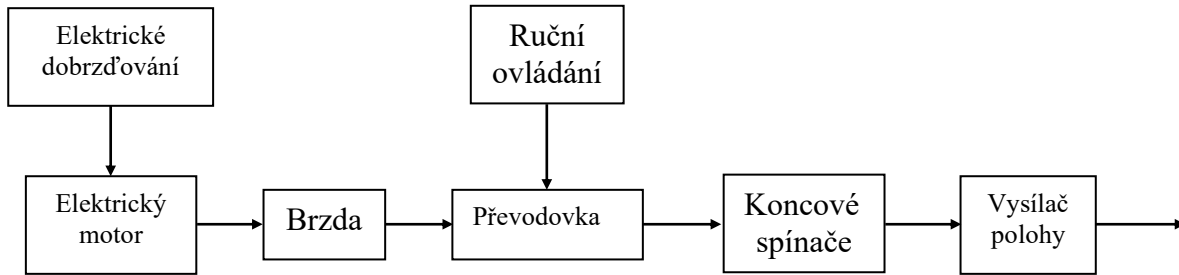 Elektrické
dobrzďování
Ruční
ovládání
Elektrický
motor
Brzda
Převodovka
Koncové
spínače
Vysílač
polohy